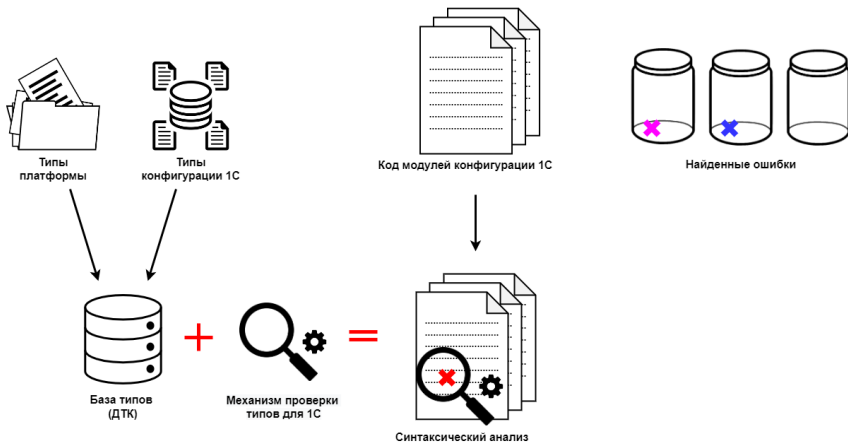 Типы
платформы
Типы
конфигурации 1С
Код модулей конфигурации 1С
Найденные ошибки
База типов
(ДТК)
Механизм проверки
типов для 1С
Синтаксический анализ